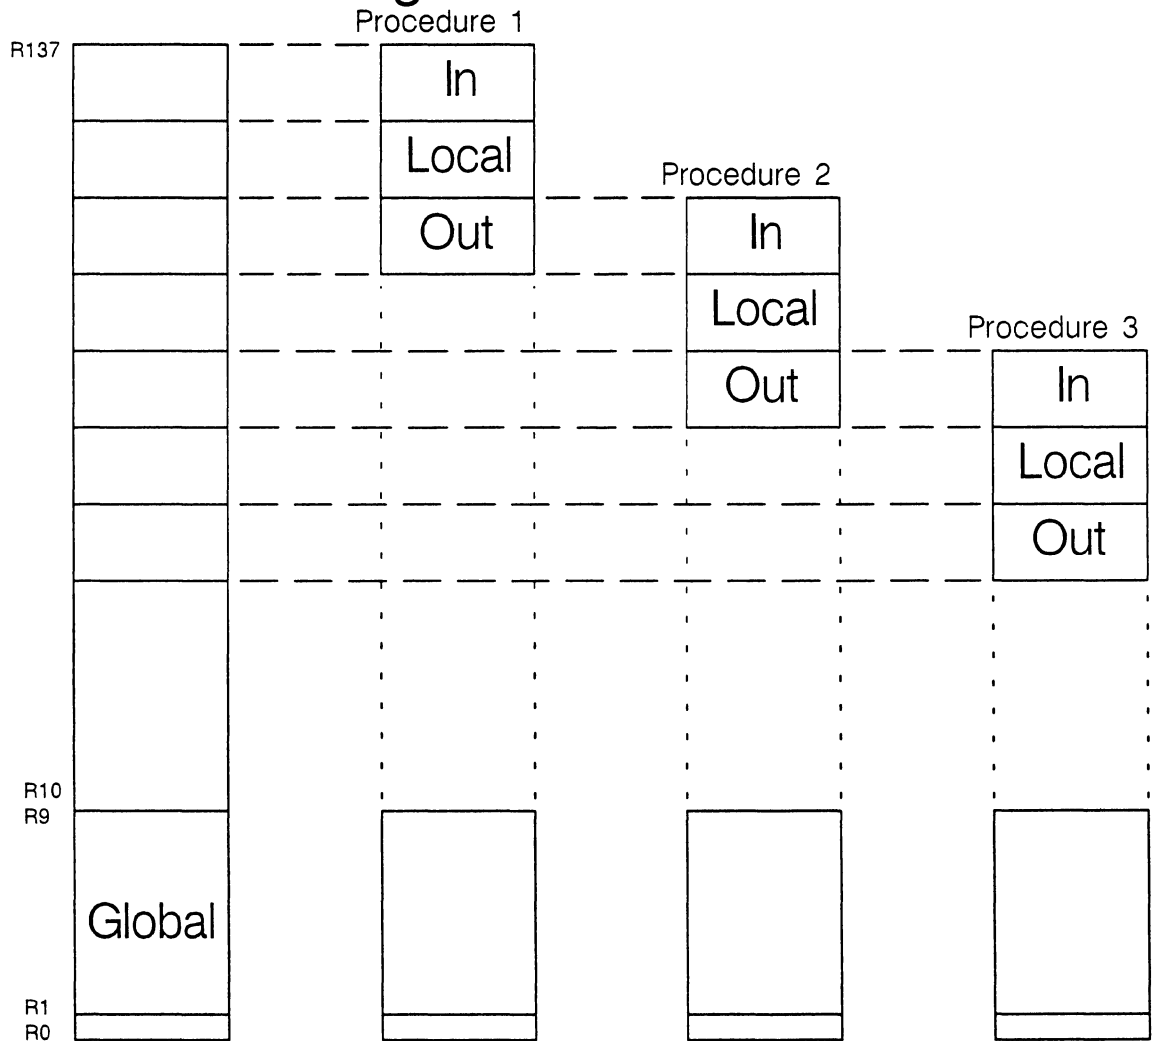 Procedure 1
R137
In
Local
Out
Procedure 2
In
Local
Out
Procedure 3
In
Local
Out
R10
R9
Global
R1
R0